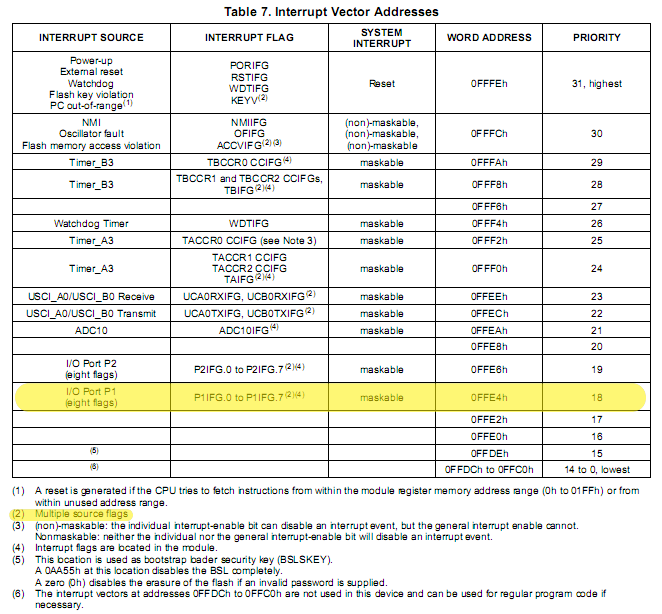 Table 7. Interrupt Vector Addresses
INTERRUPT SOURCE INTERRUPT FLAG SYSTEM INTERRUPT WORD ADDRESS PRIORITY
Power-up
External reset
Watchdog
Flash key violation
PC out-of-range(1)
PORIFG
RSTIFG
WDTIFG
KEYV(2)
Reset
0FFFEh
31, highest
NMI
Oscillator fault
Flash memory access violation
NMIIFG
OFIFG
ACCVIFG(2)(3)
(non)-maskable,
(non)-maskable,
(non)-maskable
0FFFCh
30
Timer_B3 TBCCR0 CCIFG(4) maskable 0FFFAh 29
Timer_B3
TBCCR1 and TBCCR2 CCIFGs,
TBIFG(2)(4)
maskable
0FFF8h
28
0FFF6h 27
Watchdog Timer WDTIFG maskable 0FFF4h 26
Timer_A3 TACCR0 CCIFG (see Note 3) maskable 0FFF2h 25
Timer_A3
TACCR1 CCIFG
TACCR2 CCIFG
TAIFG(2)(4)
maskable
0FFF0h
24
USCI_A0/USCI_B0 Receive UCA0RXIFG, UCB0RXIFG(2) maskable 0FFEEh 23
USCI_A0/USCI_B0 Transmit UCA0TXIFG, UCB0TXIFG(2) maskable 0FFECh 22
ADC10 ADC10IFG(4) maskable 0FFEAh 21
0FFE8h 20
I/O Port P2
(eight flags)
P2IFG.0 to P2IFG.7(2)(4)
maskable
0FFE6h
19
I/O Port P1
(eight flags)
P1IFG.0 to P1IFG.7(2)(4)
maskable
0FFE4h
18
0FFE2h 17
0FFE0h 16
(5) 0FFDEh 15
(6) 0FFDCh to 0FFC0h 14 to 0, lowest
(1) A reset is generated if the CPU tries to fetch instructions from within the module register memory address range (0h to 01FFh) or from
within unused address range.
(2) Multiple source flags
(3) (non)-maskable: the individual interrupt-enable bit can disable an interrupt event, but the general interrupt enable cannot.
Nonmaskable: neither the individual nor the general interrupt-enable bit will disable an interrupt event.
(4) Interrupt flags are located in the module.
(5) This location is used as bootstrap loader security key (BSLSKEY).
A 0AA55h at this location disables the BSL completely.
A zero (0h) disables the erasure of the flash if an invalid password is supplied.
(6) The interrupt vectors at addresses 0FFDCh to 0FFC0h are not used in this device and can be used for regular program code if
necessary.